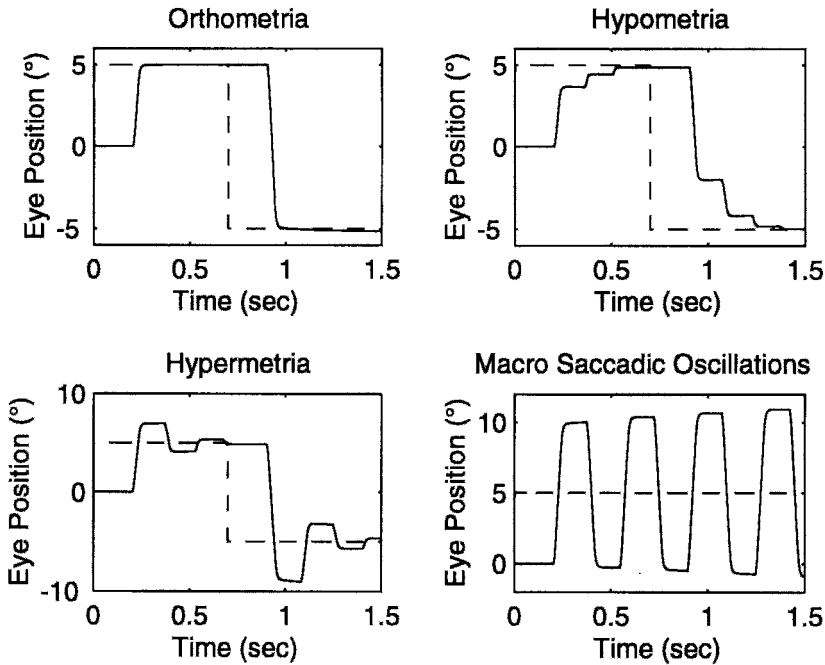 Orthometria
Eye Position (°)
5
0
-5
0 0.5 1 1.5
Time (sec)
Hypometria
Eye Position (°)
5
0
-5
0 0.5 1 1.5
Time (sec)
Hypermetria
Eye Position (°)
10
0
-10
0 0.5 1 1.5
Time (sec)
Macro Saccadic Oscillations
Eye Position (°)
10
5
0
0 0.5 1 1.5
Time (sec)